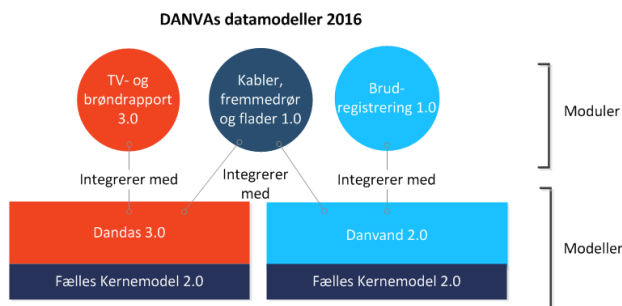 DANVAs datamodeller 2016
TV- og
brøndrapport
3.0
Kabler,
fremmedrør
og flader 1.0
Brud-
registrering 1.0
Moduler
Integrerer med
Integrerer
med
Integrerer med
Dandas 3.0
Danvand 2.0
Modeller
Fælles Kernemodel 2.0
Fælles Kernemodel 2.0